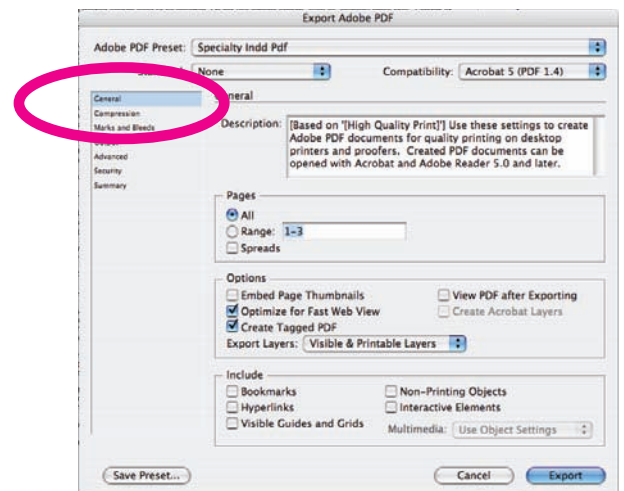 Export Adobe PDF
Adobe PDF Preset: Specialty Indd Pdf
None Compatibility: Acrobat 5 (PDF 1.4)
General
Compression
Marks and Bleeds
Advanced
Security
Summary
neral
Description: [Based on '[High Quality Print]'] Use these settings to create
Adobe PDF documents for quality printing on desktop
printers and proofers. Created PDF documents can be
opened with Acrobat and Adobe Reader 5.0 and later.
Pages
All
Range: 1-3
Spreads
Options
Embed Page Thumbnails View PDF after Exporting
Optimize for Fast Web View Create Acrobat Layers
Create Tagged PDF
Export Layers: Visible & Printable Layers
Include
Bookmarks Non-Printing Objects
Hyperlinks Interactive Elements
Visible Guides and Grids Multimedia: Use Object Settings
Save Preset... Cancel Export